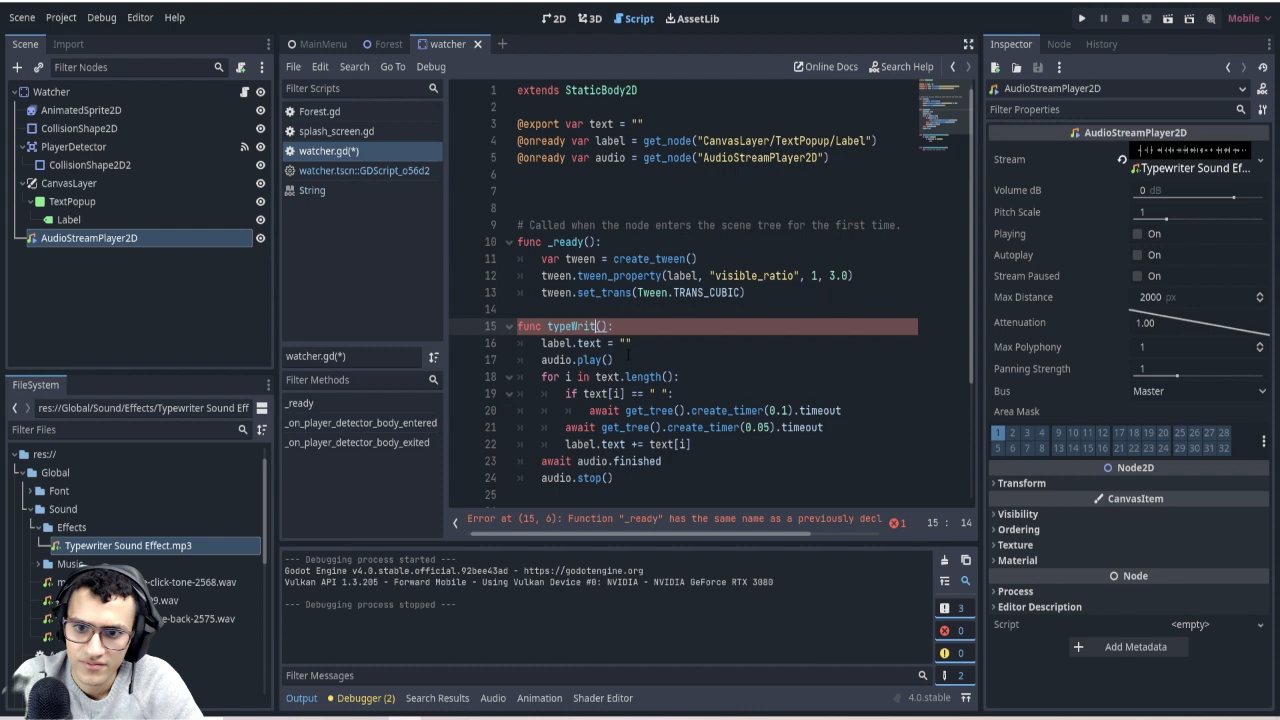 Scene Project Debug Editor Help
2D 3D Script AssetLib
Mobile
Scene Import
Filter Nodes
Watcher
AnimatedSprite2D
CollisionShape2D
PlayerDetector
CollisionShape2D2
CanvasLayer
TextPopup
Label
AudioStreamPlayer2D
FileSystem
res://Global/Sound/Effects/Typewriter Sound Eff
Filter Files
res://
Global
Font
Sound
Effects
Typewriter Sound Effect.mp3
Music
-click-tone-2568.wav
9.wav
e-back-2575.wav
MainMenu Forest watcher
File Edit Search Go To Debug
Online Docs Search Help
Filter Scripts
Forest.gd
splash_screen.gd
watcher.gd(*)
watcher.tscn::GDScript_o56d2
String
watcher.gd(*)
Filter Methods
_ready
_on_player_detector_body_entered
_on_player_detector_body_exited
1 extends StaticBody2D
2
3 @export var text = ""
4 @onready var label = get_node("CanvasLayer/TextPopup/Label")
5 @onready var audio = get_node("AudioStreamPlayer2D")
6
7
8
9 # Called when the node enters the scene tree for the first time.
10 func _ready():
11 var tween = create_tween()
12 tween.tween_property(label, "visible_ratio", 1, 3.0)
13 tween.set_trans(Tween.TRANS_CUBIC)
14
15 func typeWrit():
16 label.text = ""
17 audio.play()
18 for i in text.length():
19 if text[i] == " ":
20 await get_tree().create_timer(0.1).timeout
21 await get_tree().create_timer(0.05).timeout
22 label.text += text[i]
23 await audio.finished
24 audio.stop()
25
Error at (15, 6): Function "_ready" has the same name as a previously decl
1 15 : 14
--- Debugging process started ---
Godot Engine v4.0.stable.official.92bee43ad - https://godotengine.org
Vulkan API 1.3.205 - Forward Mobile - Using Vulkan Device #0: NVIDIA - NVIDIA GeForce RTX 3080
--- Debugging process stopped ---
3
0
0
2
Filter Messages
Output Debugger (2) Search Results Audio Animation Shader Editor
4.0.stable
Inspector Node History
AudioStreamPlayer2D
Filter Properties
AudioStreamPlayer2D
Stream
Typewriter Sound Ef...
Volume dB 0 dB
Pitch Scale 1
Playing On
Autoplay On
Stream Paused On
Max Distance 2000 px
Attenuation 1.00
Max Polyphony 1
Panning Strength 1
Bus Master
Area Mask
1 2 3 4 9 10 11 12 17 18 19 20 25 26 27 28
5 6 7 8 13 14 15 16 21 22 23 24 29 30 31 32
Node2D
Transform
CanvasItem
Visibility
Ordering
Texture
Material
Node
Process
Editor Description
Script <empty>
Add Metadata